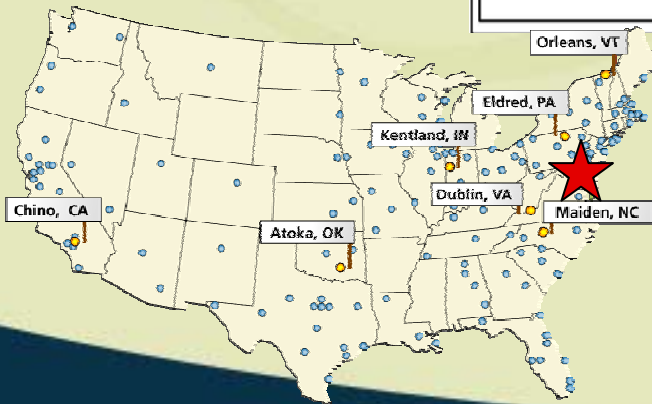 Orleans, VT
Eldred, PA
Kentland, IN
Dublin, VA
Chino, CA
Maiden, NC
Atoka, OK